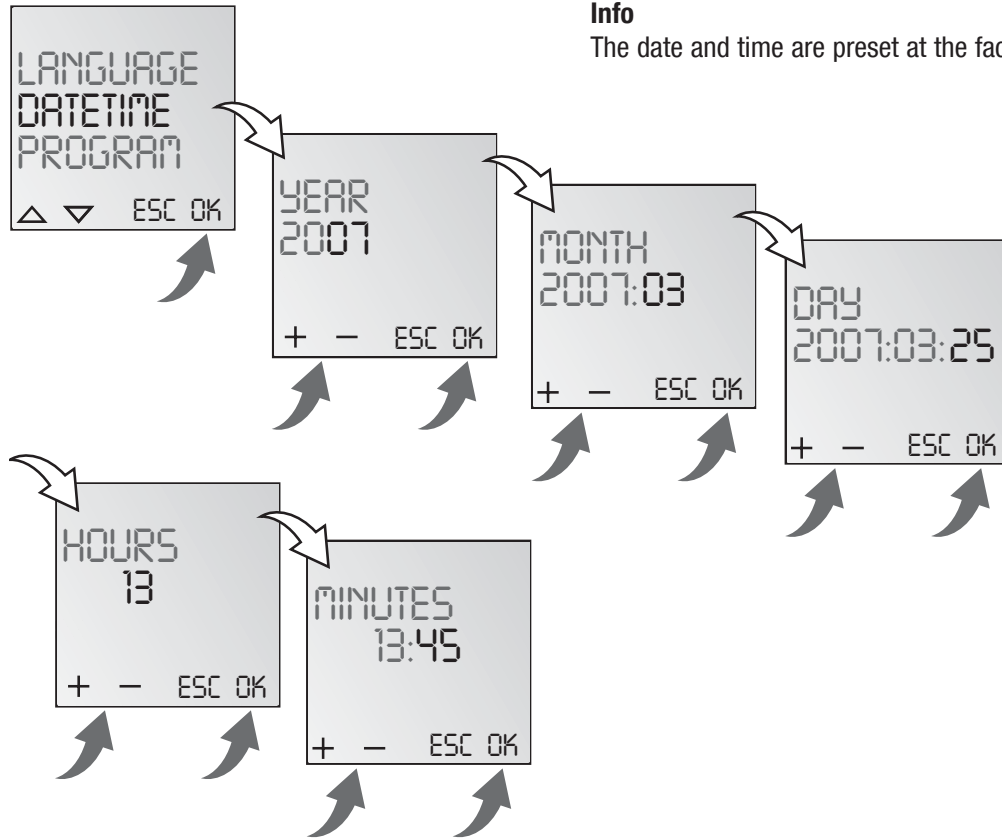 Info
The date and time are preset at the fac
LANGUAGE
DATETIME
PROGRAM
ESC OK
YEAR
2007
+ − ESC OK
MONTH
2007:03
+ − ESC OK
DAY
2007:03:25
+ − ESC OK
HOURS
13
+ − ESC OK
MINUTES
13:45
+ − ESC OK